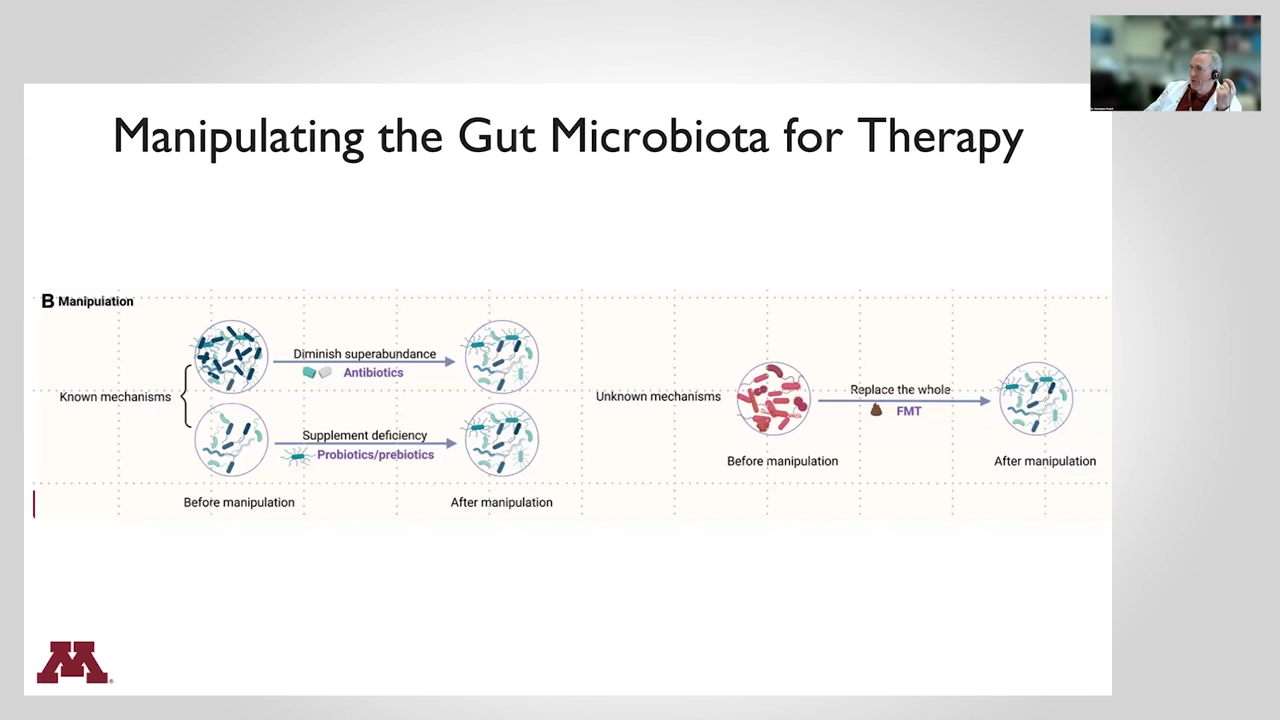 Manipulating the Gut Microbiota for Therapy
B Manipulation
Known mechanisms
Diminish superabundance
Antibiotics
Supplement deficiency
Probiotics/prebiotics
Before manipulation
After manipulation
Unknown mechanisms
Replace the whole
FMT
Before manipulation
After manipulation
M